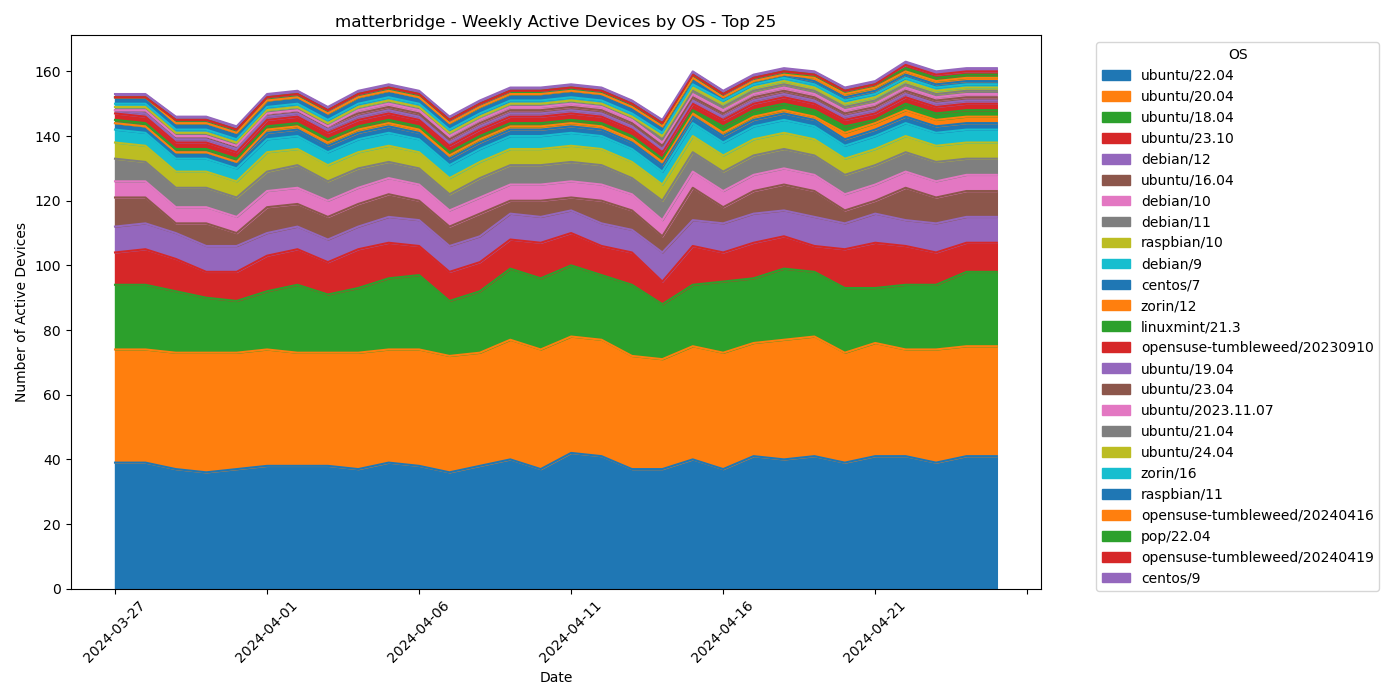 matterbridge - Weekly Active Devices by OS - Top 25
Number of Active Devices
160
140
120
100
80
60
40
20
0
2024-03-27
2024-04-01
2024-04-06
2024-04-11
2024-04-16
2024-04-21
Date
OS
ubuntu/22.04
ubuntu/20.04
ubuntu/18.04
ubuntu/23.10
debian/12
ubuntu/16.04
debian/10
debian/11
raspbian/10
debian/9
centos/7
zorin/12
linuxmint/21.3
opensuse-tumbleweed/20230910
ubuntu/19.04
ubuntu/23.04
ubuntu/2023.11.07
ubuntu/21.04
ubuntu/24.04
zorin/16
raspbian/11
opensuse-tumbleweed/20240416
pop/22.04
opensuse-tumbleweed/20240419
centos/9